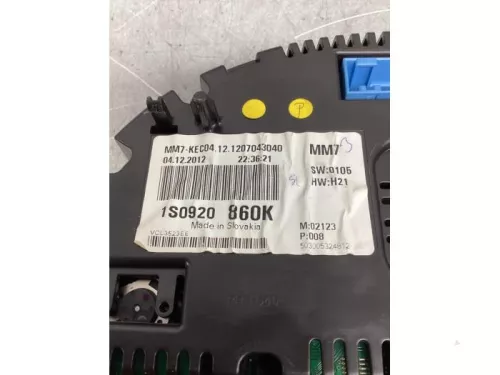 MM7-KEC04.12.1207043040
MM7
04.12.2012 22:36:21
SW:0106
HW:H21
1S0920 860K
Made in Slovakia
M:02123
P:008